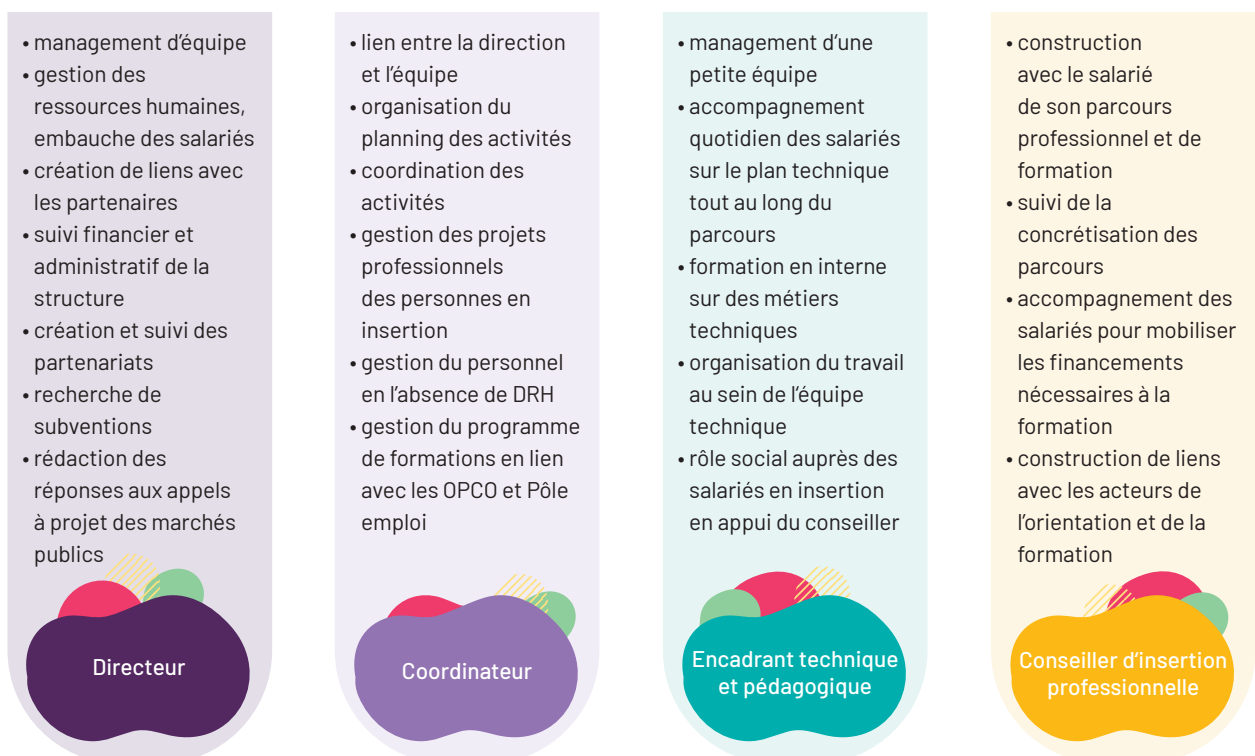 • management d'équipe
• gestion des
ressources humaines,
embauche des salariés
• création de liens avec
les partenaires
• suivi financier et
administratif de la
structure
• création et suivi des
partenariats
• recherche de
subventions
• rédaction des
réponses aux appels
à projet des marchés
publics
Directeur
• lien entre la direction
et l'équipe
• organisation du
planning des activités
• coordination des
activités
• gestion des projets
professionnels
des personnes en
insertion
• gestion du personnel
en l'absence de DRH
• gestion du programme
de formations en lien
avec les OPCO et Pôle
emploi
Coordinateur
• management d'une
petite équipe
• accompagnement
quotidien des salariés
sur le plan technique
tout au long du
parcours
• formation en interne
sur des métiers
techniques
• organisation du travail
au sein de l'équipe
technique
• rôle social auprès des
salariés en insertion
en appui du conseiller
Encadrant technique
et pédagogique
• construction
avec le salarié
de son parcours
professionnel et de
formation
• suivi de la
concrétisation des
parcours
• accompagnement des
salariés pour mobiliser
les financements
nécessaires à la
formation
• construction de liens
avec les acteurs de
l'orientation et de la
formation
Conseiller d'insertion
professionnelle